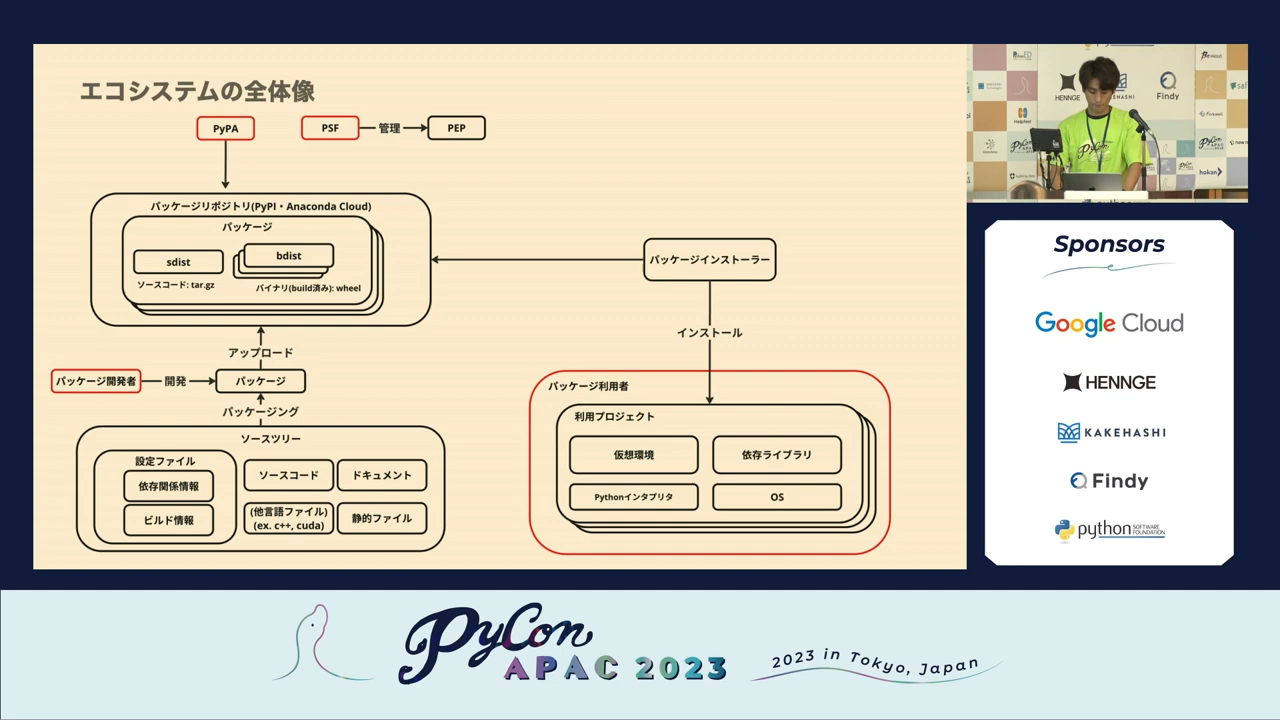 エコシステムの全体像
PyPA
PSF
管理
PEP
パッケージリポジトリ(PyPI・Anaconda Cloud)
パッケージ
sdist
bdist
ソースコード: tar.gz
バイナリ(build済み): wheel
パッケージインストーラー
アップロード
インストール
パッケージ開発者
開発
パッケージ
パッケージング
ソースツリー
設定ファイル
依存関係情報
ビルド情報
ソースコード
ドキュメント
(他言語ファイル)
(ex. c++, cuda)
静的ファイル
パッケージ利用者
利用プロジェクト
仮想環境
依存ライブラリ
Pythonインタプリタ
OS
HENNGE
Findy
hokan
Sponsors
Google Cloud
HENNGE
KAKEHASHI
Findy
python SOFTWARE
FOUNDATION
PyCon
APAC 2023
2023 in Tokyo, Japan